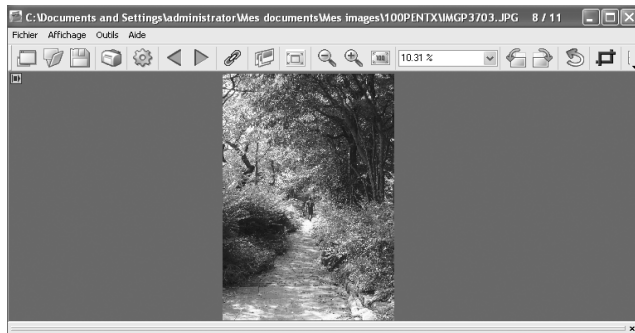 C:\Documents and Settings\administrator\Mes documents\Mes images\100PENTX\IMGP3703.JPG 8 / 11
Fichier Affichage Outils Aide
100
10.31 %